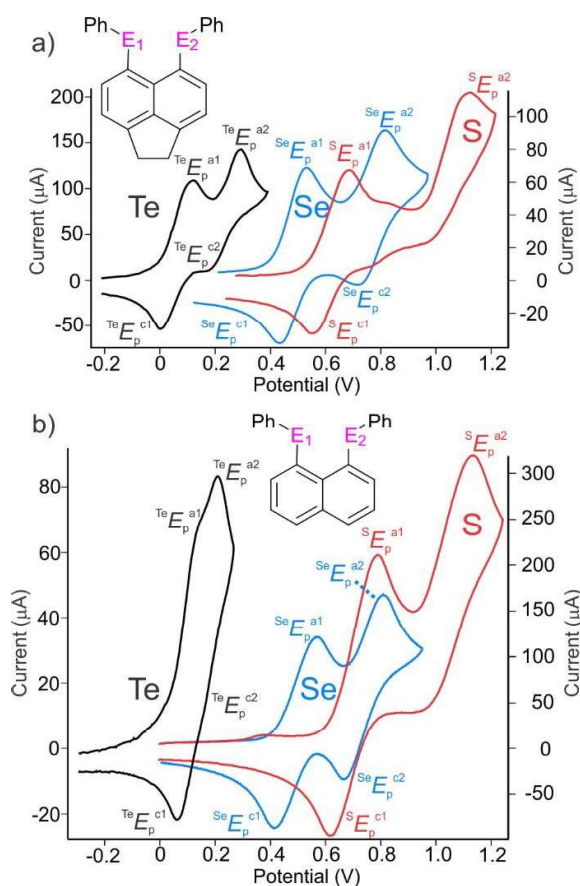 a)
Ph Ph
E1 E2
200
150
100
50
0
-50
Current (µA)
100
80
60
40
20
0
-20
Current (µA)
Te
Se
S
TeEpa1
TeEpa2
TeEpc2
TeEpc1
SeEpa1
SeEpa2
SeEpc1
SeEpc2
SEpa1
SEpa2
SEpc1
-0.2 0 0.2 0.4 0.6 0.8 1.0 1.2
Potential (V)
b)
Ph Ph
E1 E2
80
60
40
20
0
-20
Current (µA)
300
250
200
150
100
50
0
-50
Current (µA)
Te
Se
S
TeEpa2
TeEpa1
TeEpc2
TeEpc1
SeEpa1
SeEpa2
SeEpc1
SeEpc2
SEpa1
SEpa2
SEpc1
-0.2 0 0.2 0.4 0.6 0.8 1.0 1.2
Potential (V)